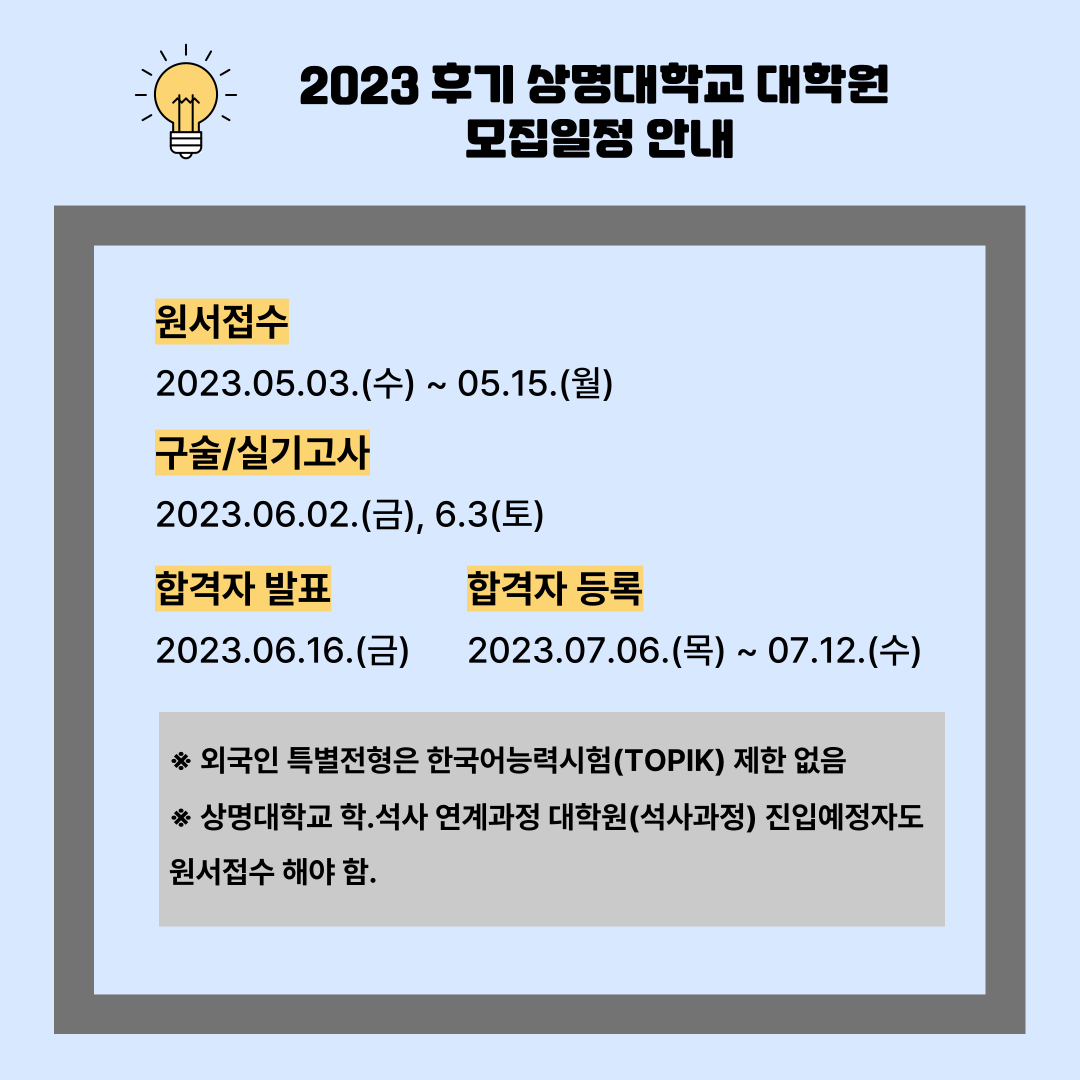 2023 후기 상명대학교 대학원
모집일정 안내
원서접수
2023.05.03.(수) ~ 05.15.(월)
구술/실기고사
2023.06.02.(금), 6.3(토)
합격자 발표
2023.06.16.(금)
합격자 등록
2023.07.06.(목) ~ 07.12.(수)
※ 외국인 특별전형은 한국어능력시험(TOPIK) 제한 없음
※ 상명대학교 학.석사 연계과정 대학원(석사과정) 진입예정자도
원서접수 해야 함.